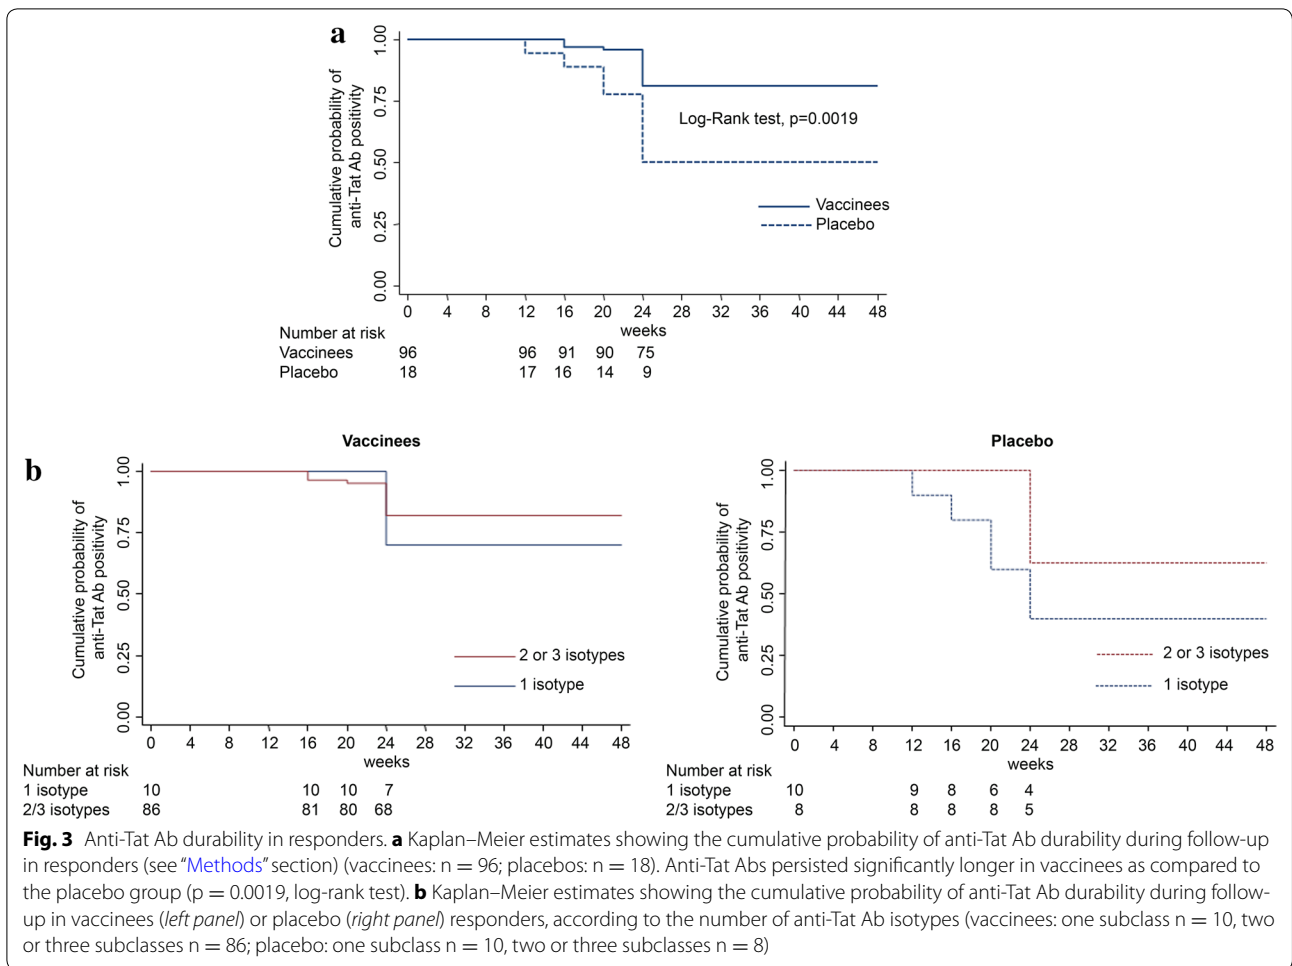 a
Cumulative probability of
anti-Tat Ab positivity
1.00
0.75
0.50
0.25
0.00
Log-Rank test, p=0.0019
Vaccinees
Placebo
0 4 8 12 16 20 24 28 32 36 40 44 48
weeks
Number at risk
Vaccinees 96 96 91 90 75
Placebo 18 17 16 14 9
b
Vaccinees
Cumulative probability of
anti-Tat Ab positivity
1.00
0.75
0.50
0.25
0.00
2 or 3 isotypes
1 isotype
0 4 8 12 16 20 24 28 32 36 40 44 48
weeks
Number at risk
1 isotype 10 10 10 7
2/3 isotypes 86 81 80 68
Placebo
Cumulative probability of
anti-Tat Ab positivity
1.00
0.75
0.50
0.25
0.00
2 or 3 isotypes
1 isotype
0 4 8 12 16 20 24 28 32 36 40 44 48
weeks
Number at risk
1 isotype 10 9 8 6 4
2/3 isotypes 8 8 8 8 5
Fig. 3 Anti-Tat Ab durability in responders. a Kaplan–Meier estimates showing the cumulative probability of anti-Tat Ab durability during follow-up
in responders (see “Methods” section) (vaccinees: n = 96; placebos: n = 18). Anti-Tat Abs persisted significantly longer in vaccinees as compared to
the placebo group (p = 0.0019, log-rank test). b Kaplan–Meier estimates showing the cumulative probability of anti-Tat Ab durability during follow-
up in vaccinees (left panel) or placebo (right panel) responders, according to the number of anti-Tat Ab isotypes (vaccinees: one subclass n = 10, two
or three subclasses n = 86; placebo: one subclass n = 10, two or three subclasses n = 8)